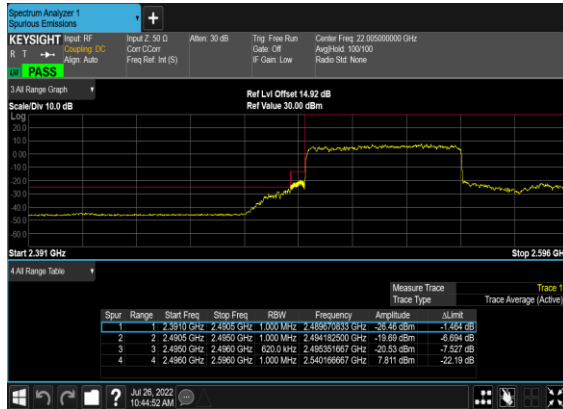 Spectrum Analyzer 1
Spurious Emissions
+
KEYSIGHT Input: RF Input Z: 50 Ω Atten: 30 dB Trig: Free Run Center Freq: 22.005000000 GHz
R T Coupling: DC Corr CCorr Gate: Off Avg|Hold: 100/100
Align: Auto Freq Ref: Int (S) IF Gain: Low Radio Std: None
PASS
3 All Range Graph
Ref Lvl Offset 14.92 dB
Scale/Div 10.0 dB Ref Value 30.00 dBm
Log
20.0
10.0
0.00
-10.0
-20.0
-30.0
-40.0
-50.0
-60.0
Start 2.391 GHz Stop 2.596 GH
4 All Range Table
Measure Trace Trace 1
Trace Type Trace Average (Active)
Spur Range Start Freq Stop Freq RBW Frequency Amplitude ΔLimit
1 1 2.3910 GHz 2.4905 GHz 1.000 MHz 2.489670833 GHz -26.46 dBm -1.464 dB
2 2 2.4905 GHz 2.4950 GHz 1.000 MHz 2.494182500 GHz -19.69 dBm -6.694 dB
3 3 2.4950 GHz 2.4960 GHz 620.0 kHz 2.495351667 GHz -20.53 dBm -7.527 dB
4 4 2.4960 GHz 2.5960 GHz 1.000 MHz 2.540166667 GHz 7.811 dBm -22.19 dB
? Jul 26, 2022
10:44:52 AM